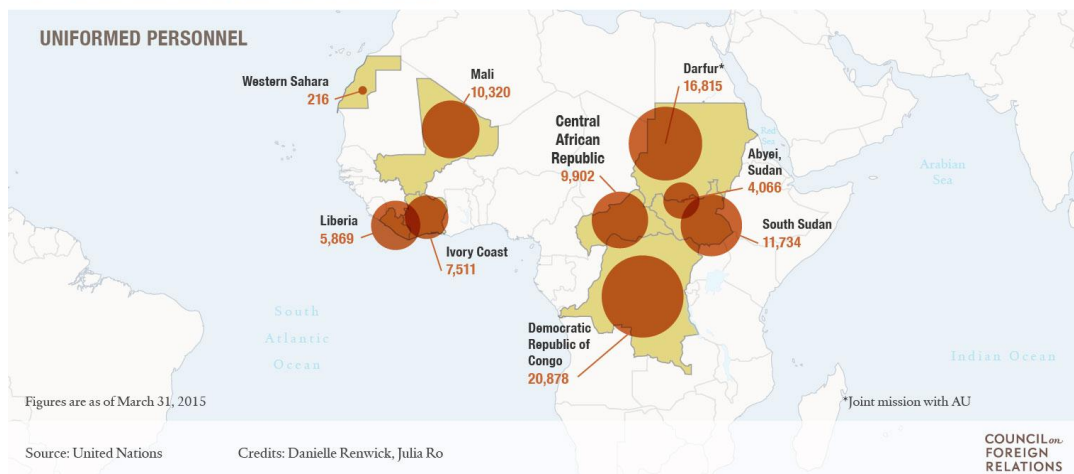 UNIFORMED PERSONNEL
Western Sahara
216
Mali
10,320
Darfur*
16,815
Central
African
Republic
9,902
Red
Sea
Abyei,
Sudan
4,066
Arabian
Sea
Liberia
5,869
Ivory Coast
7,511
South Sudan
11,734
South
Atlantic
Ocean
Democratic
Republic of
Congo
20,878
Indian Ocean
Figures are as of March 31, 2015
*Joint mission with AU
Source: United Nations
Credits: Danielle Renwick, Julia Ro
COUNCIL on
FOREIGN
RELATIONS